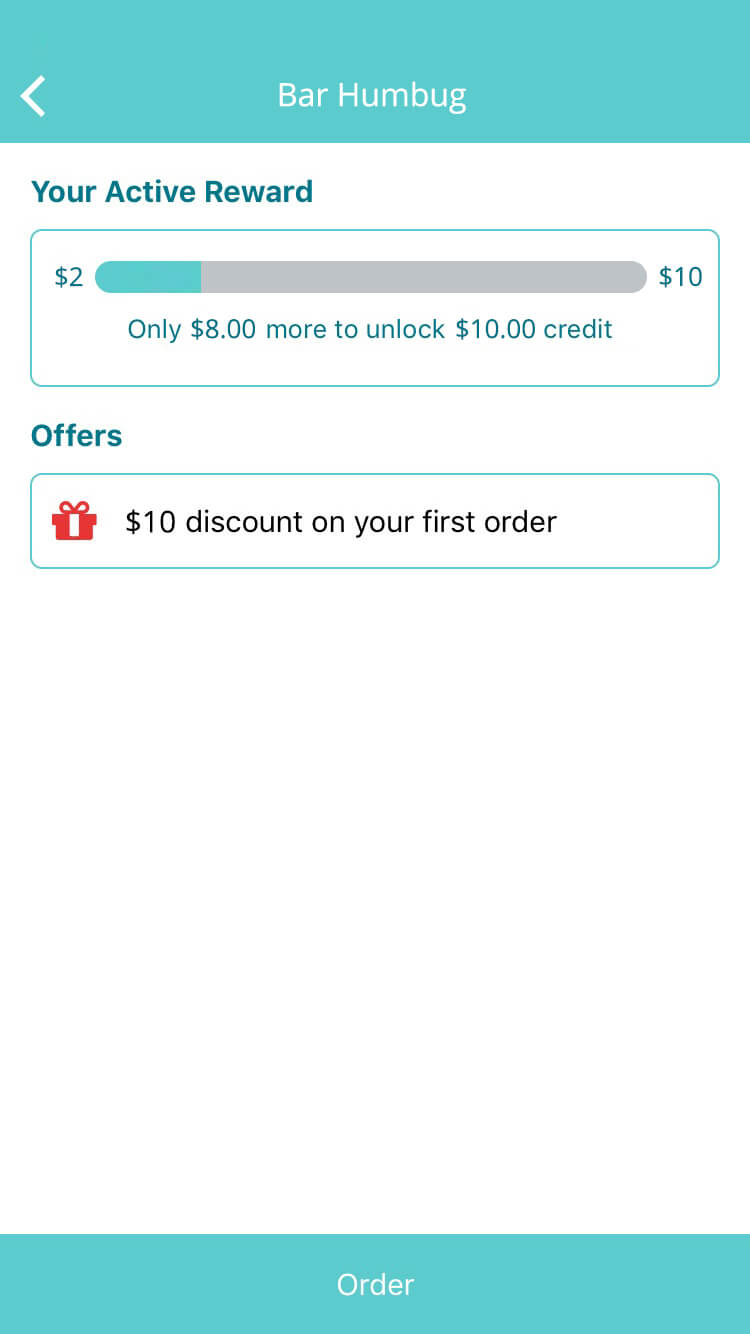 Bar Humbug
Your Active Reward
$2 $10
Only $8.00 more to unlock $10.00 credit
Offers
$10 discount on your first order
Order